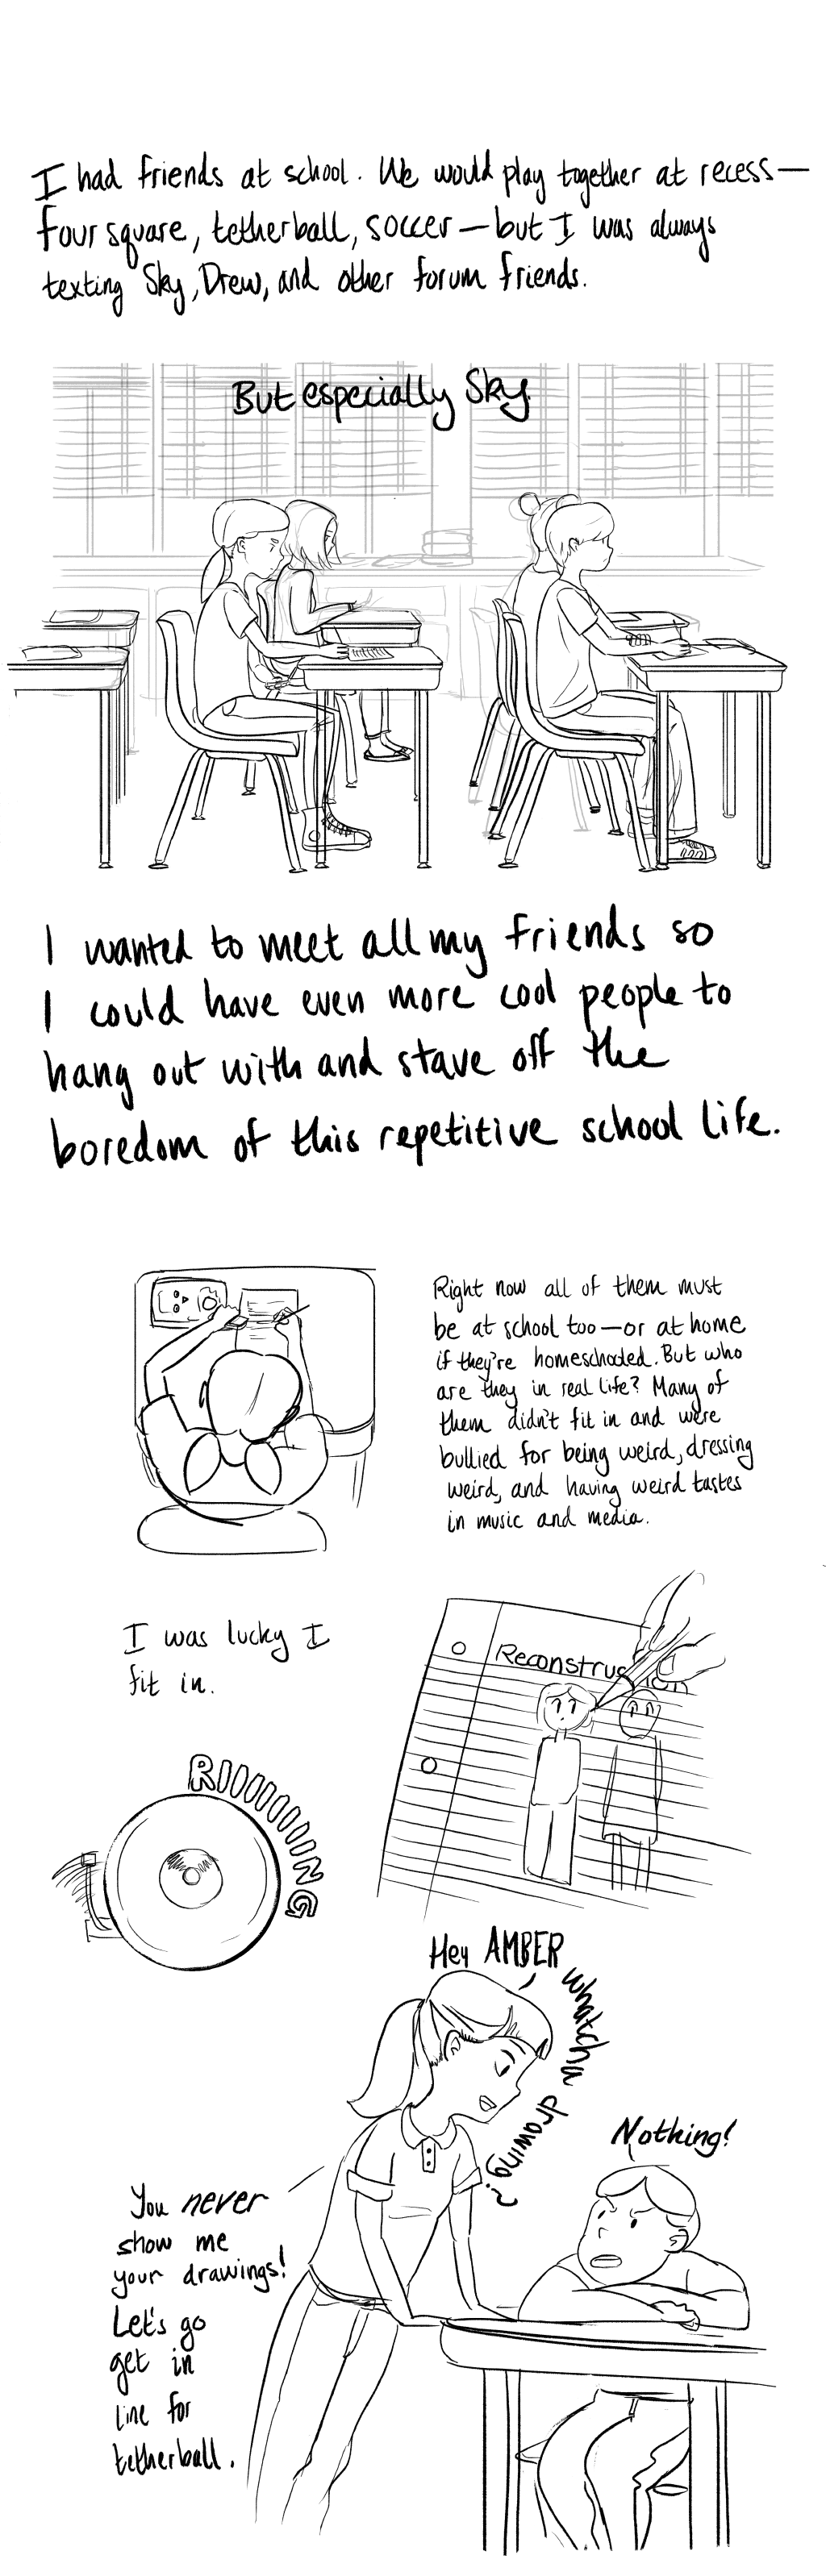 I had friends at school. We would play together at recess—
four square, tetherball, soccer—but I was always
texting Sky, Drew, and other forum friends.
But especially Sky.
I wanted to meet all my friends so
I could have even more cool people to
hang out with and stave off the
boredom of this repetitive school life.
Right now all of them must
be at school too—or at home
if they're homeschooled. But who
are they in real life? Many of
them didn't fit in and were
bullied for being weird, dressing
weird, and having weird tastes
in music and media.
I was lucky I
fit in.
Reconstruction
RIIIIIIIIING
Hey AMBER
whatcha drawing?
Nothing!
You never
show me
your drawings!
Let's go
get in
line for
tetherball.